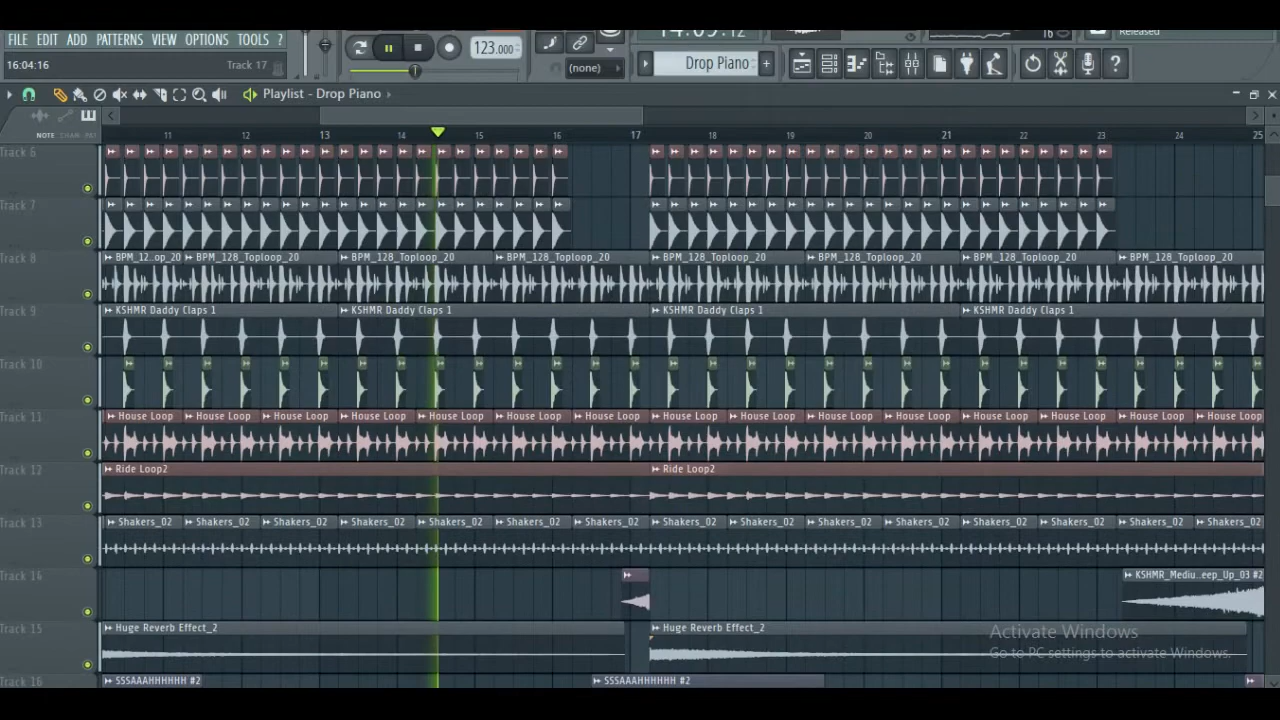 FILE EDIT ADD PATTERNS VIEW OPTIONS TOOLS ?
123.000
14:09:12
16
Released
16:04:16 Track 17
(none)
Drop Piano
Playlist - Drop Piano
NOTE CHAN PAT
11 12 13 14 15 16 17 18 19 20 21 22 23 24 25
Track 6
Track 7
Track 8
BPM_12..op_20 BPM_128_Toploop_20 BPM_128_Toploop_20 BPM_128_Toploop_20 BPM_128_Toploop_20 BPM_128_Toploop_20 BPM_128_Toploop_20 BPM_128_Toploop_20
Track 9
KSHMR Daddy Claps 1 KSHMR Daddy Claps 1 KSHMR Daddy Claps 1 KSHMR Daddy Claps 1
Track 10
Track 11
House Loop House Loop House Loop House Loop House Loop House Loop House Loop House Loop House Loop House Loop House Loop House Loop House Loop House Loop House Loop
Track 12
Ride Loop2 Ride Loop2
Track 13
Shakers_02 Shakers_02 Shakers_02 Shakers_02 Shakers_02 Shakers_02 Shakers_02 Shakers_02 Shakers_02 Shakers_02 Shakers_02 Shakers_02 Shakers_02 Shakers_02 Shakers_02
Track 14
KSHMR_Mediu..eep_Up_03 #2
Track 15
Huge Reverb Effect_2 Huge Reverb Effect_2
Activate Windows
Go to PC settings to activate Windows.
Track 16
SSSAAAHHHHHH #2 SSSAAAHHHHHH #2